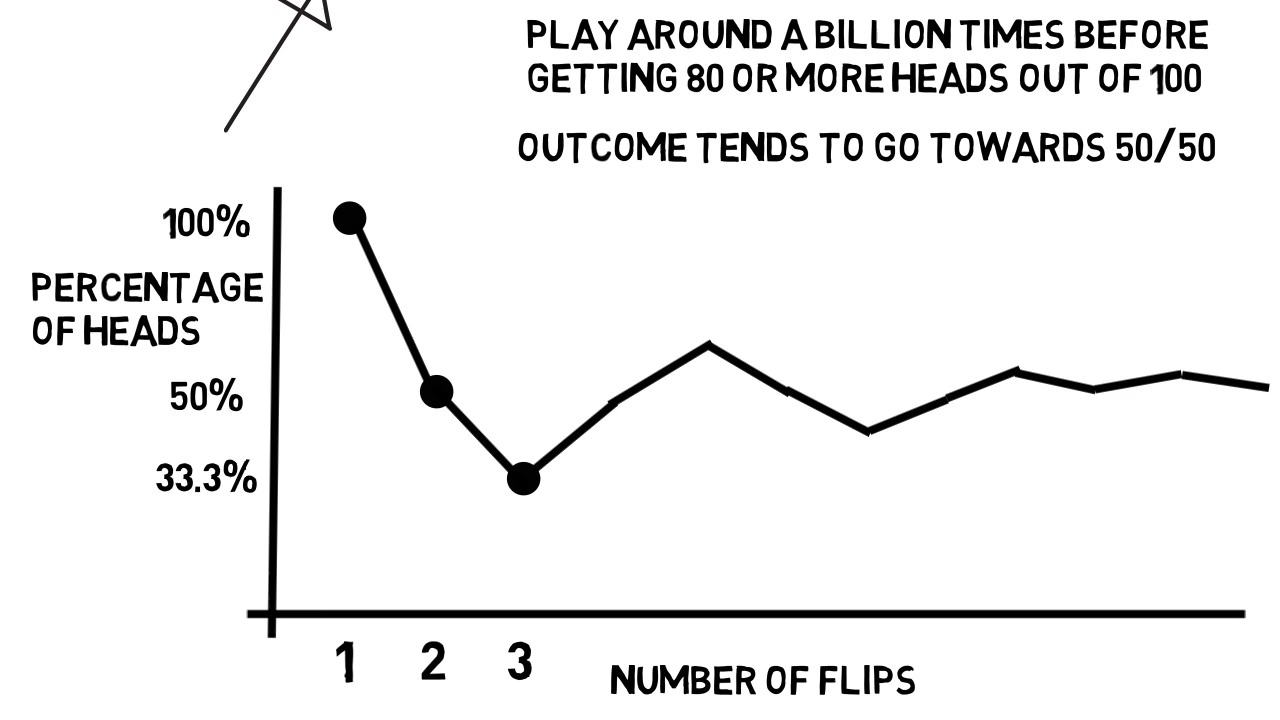 PLAY AROUND A BILLION TIMES BEFORE
GETTING 80 OR MORE HEADS OUT OF 100
OUTCOME TENDS TO GO TOWARDS 50/50
100%
PERCENTAGE
OF HEADS
50%
33.3%
1 2 3
NUMBER OF FLIPS